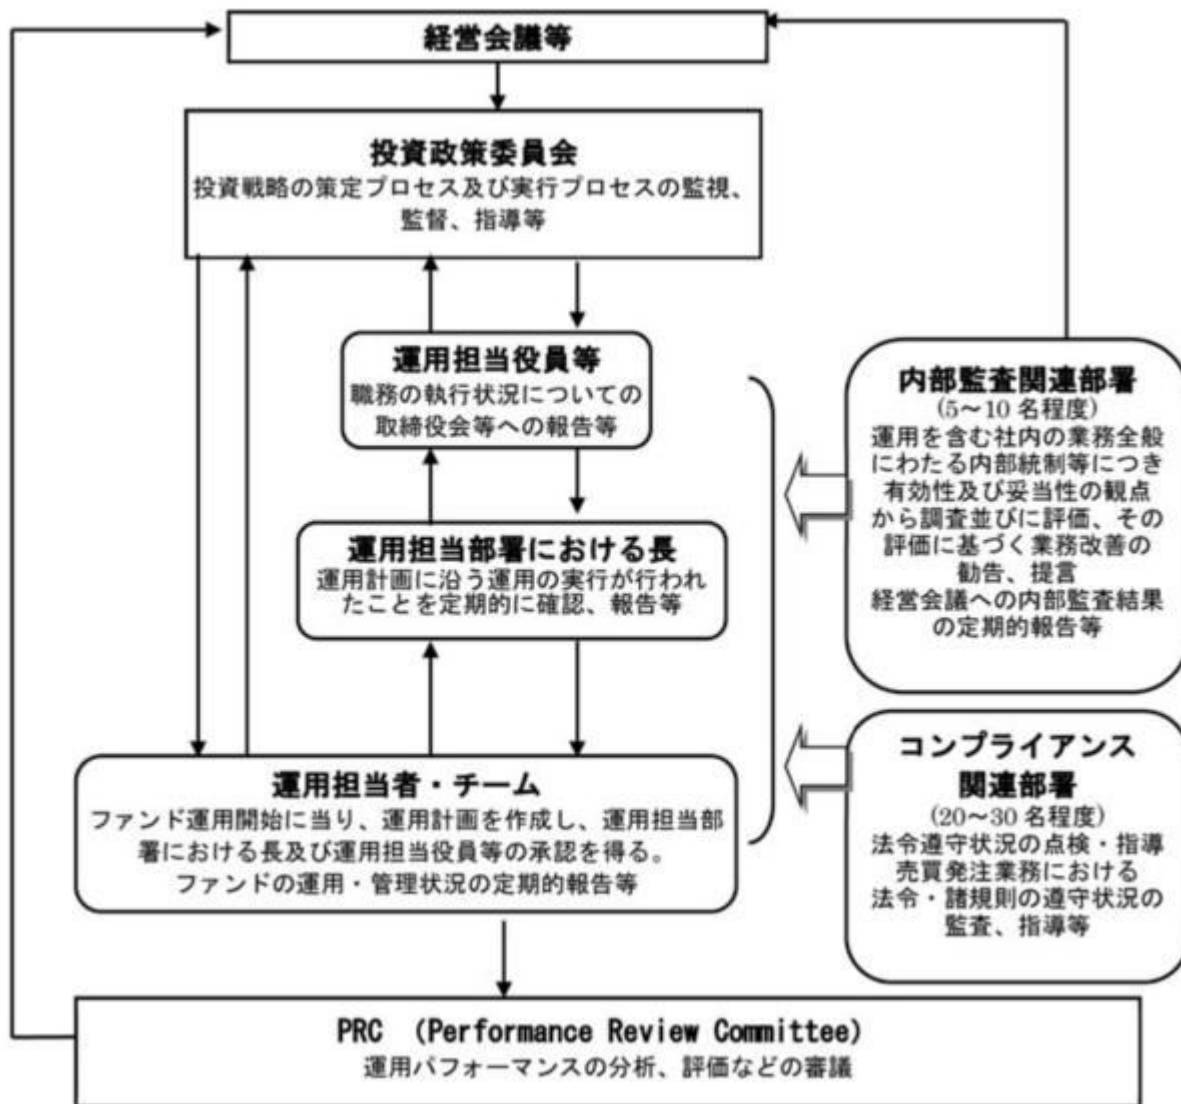 経営会議等
投資政策委員会
投資戦略の策定プロセス及び実行プロセスの監視、
監督、指導等
運用担当役員等
職務の執行状況についての
取締役会等への報告等
運用担当部署における長
運用計画に沿う運用の実行が行われ
たことを定期的に確認、報告等
運用担当者・チーム
ファンド運用開始に当り、運用計画を作成し、運用担当部
署における長及び運用担当役員等の承認を得る。
ファンドの運用・管理状況の定期的報告等
内部監査関連部署
(5～10 名程度)
運用を含む社内の業務全般
にわたる内部統制等につき
有効性及び妥当性の観点
から調査並びに評価、その
評価に基づく業務改善の
勧告、提言
経営会議への内部監査結果
の定期的報告等
コンプライアンス
関連部署
(20～30 名程度)
法令遵守状況の点検・指導
売買発注業務における
法令・諸規則の遵守状況の
監査、指導等
PRC (Performance Review Committee)
運用パフォーマンスの分析、評価などの審議